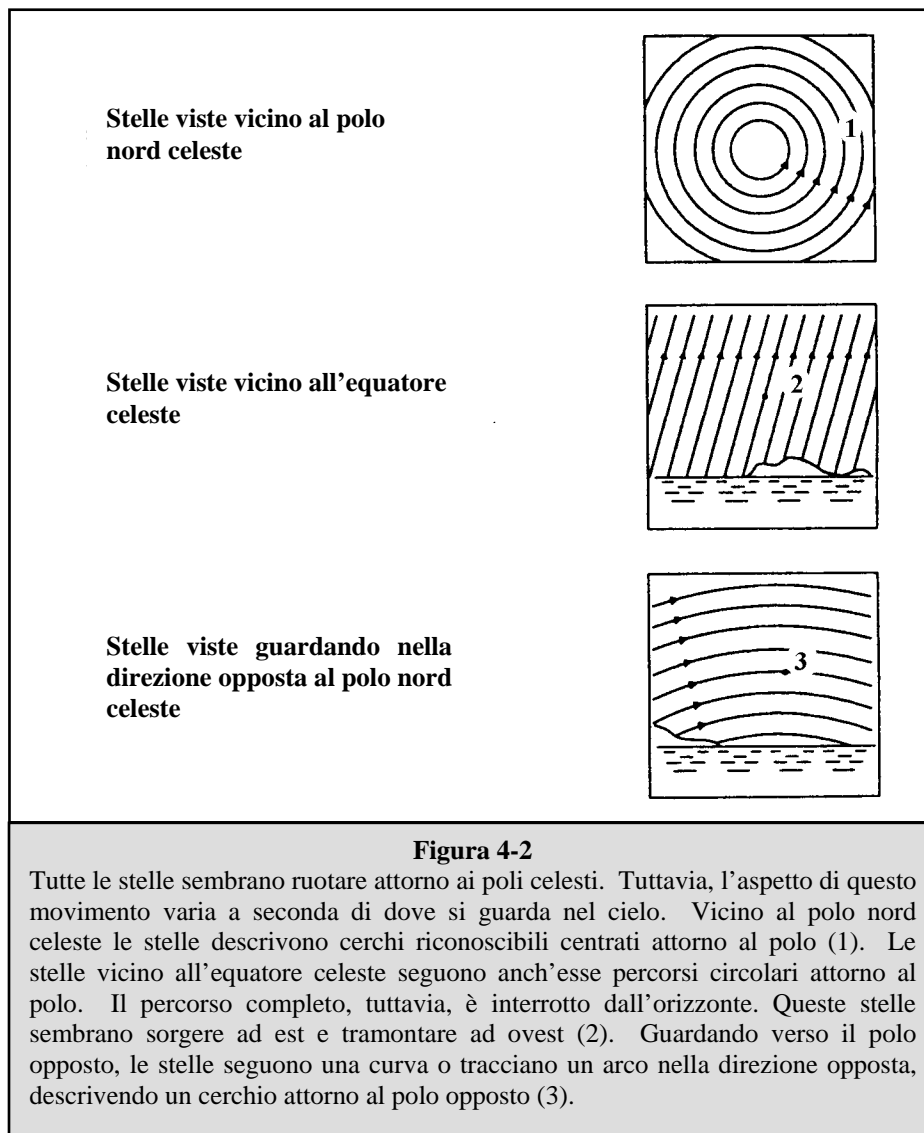 Stelle viste vicino al polo
nord celeste
1
Stelle viste vicino all'equatore
celeste
2
Stelle viste guardando nella
direzione opposta al polo nord
celeste
3
Figura 4-2
Tutte le stelle sembrano ruotare attorno ai poli celesti. Tuttavia, l'aspetto di questo
movimento varia a seconda di dove si guarda nel cielo. Vicino al polo nord
celeste le stelle descrivono cerchi riconoscibili centrati attorno al polo (1). Le
stelle vicino all'equatore celeste seguono anch'esse percorsi circolari attorno al
polo. Il percorso completo, tuttavia, è interrotto dall'orizzonte. Queste stelle
sembrano sorgere ad est e tramontare ad ovest (2). Guardando verso il polo
opposto, le stelle seguono una curva o tracciano un arco nella direzione opposta,
descrivendo un cerchio attorno al polo opposto (3).